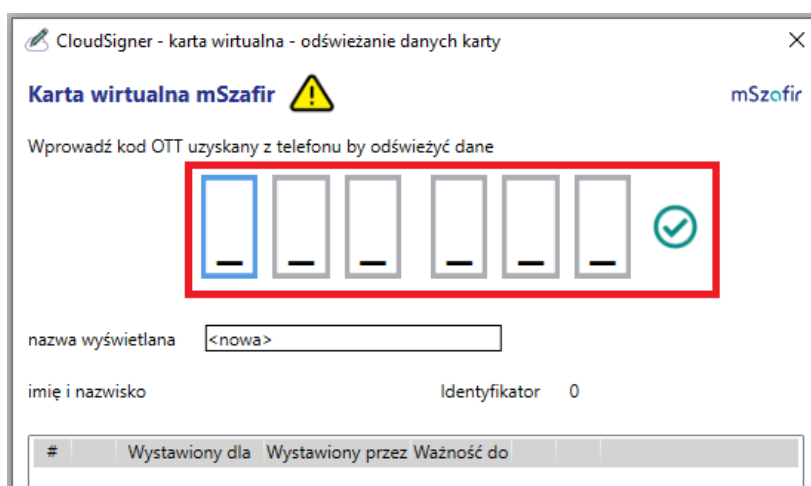 CloudSigner - karta wirtualna - odświeżanie danych karty
Karta wirtualna mSzafir
mSzafir
Wprowadź kod OTT uzyskany z telefonu by odświeżyć dane
_ _ _ _ _ _
nazwa wyświetlana <nowa>
imię i nazwisko Identyfikator 0
# Wystawiony dla Wystawiony przez Ważność do